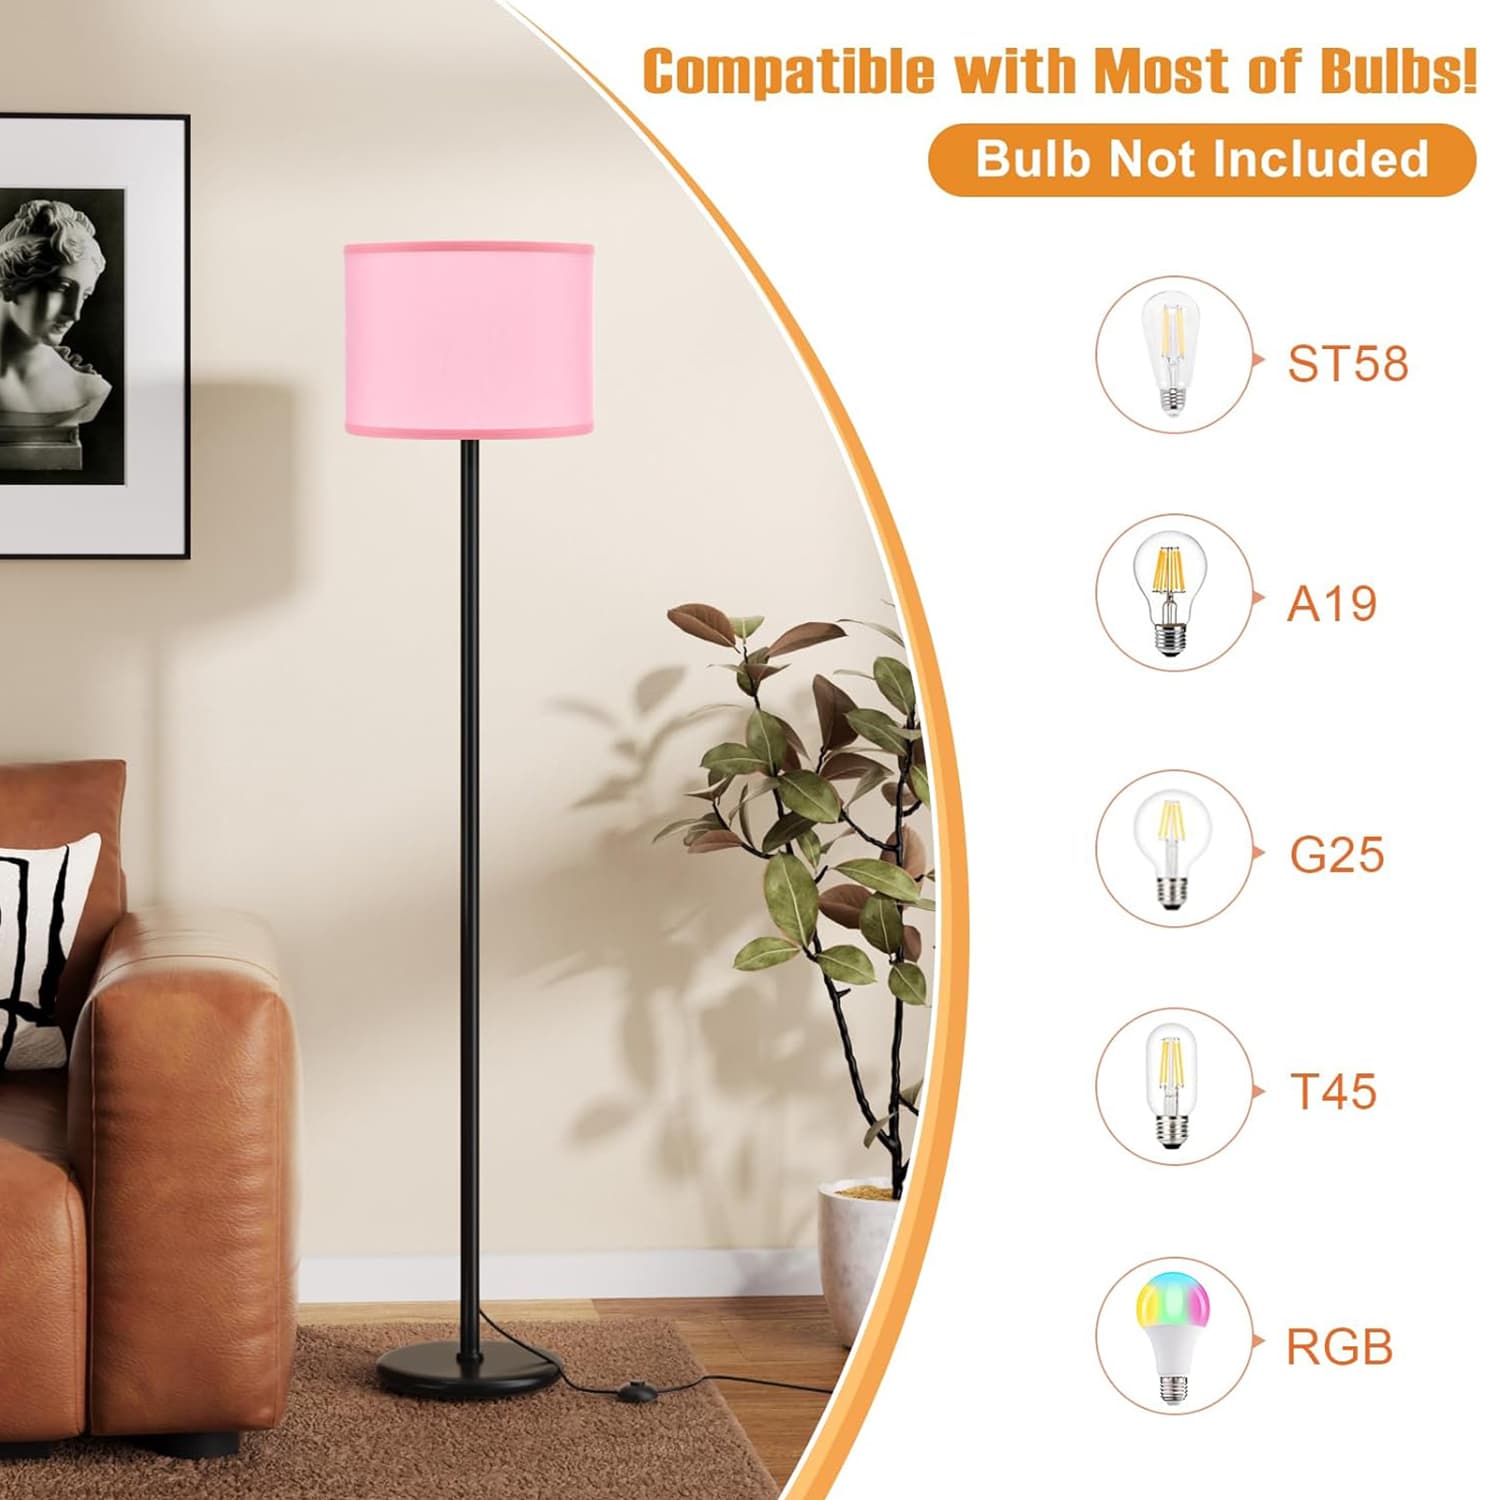 Compatible with Most of Bulbs!
Bulb Not Included
ST58
A19
G25
T45
RGB